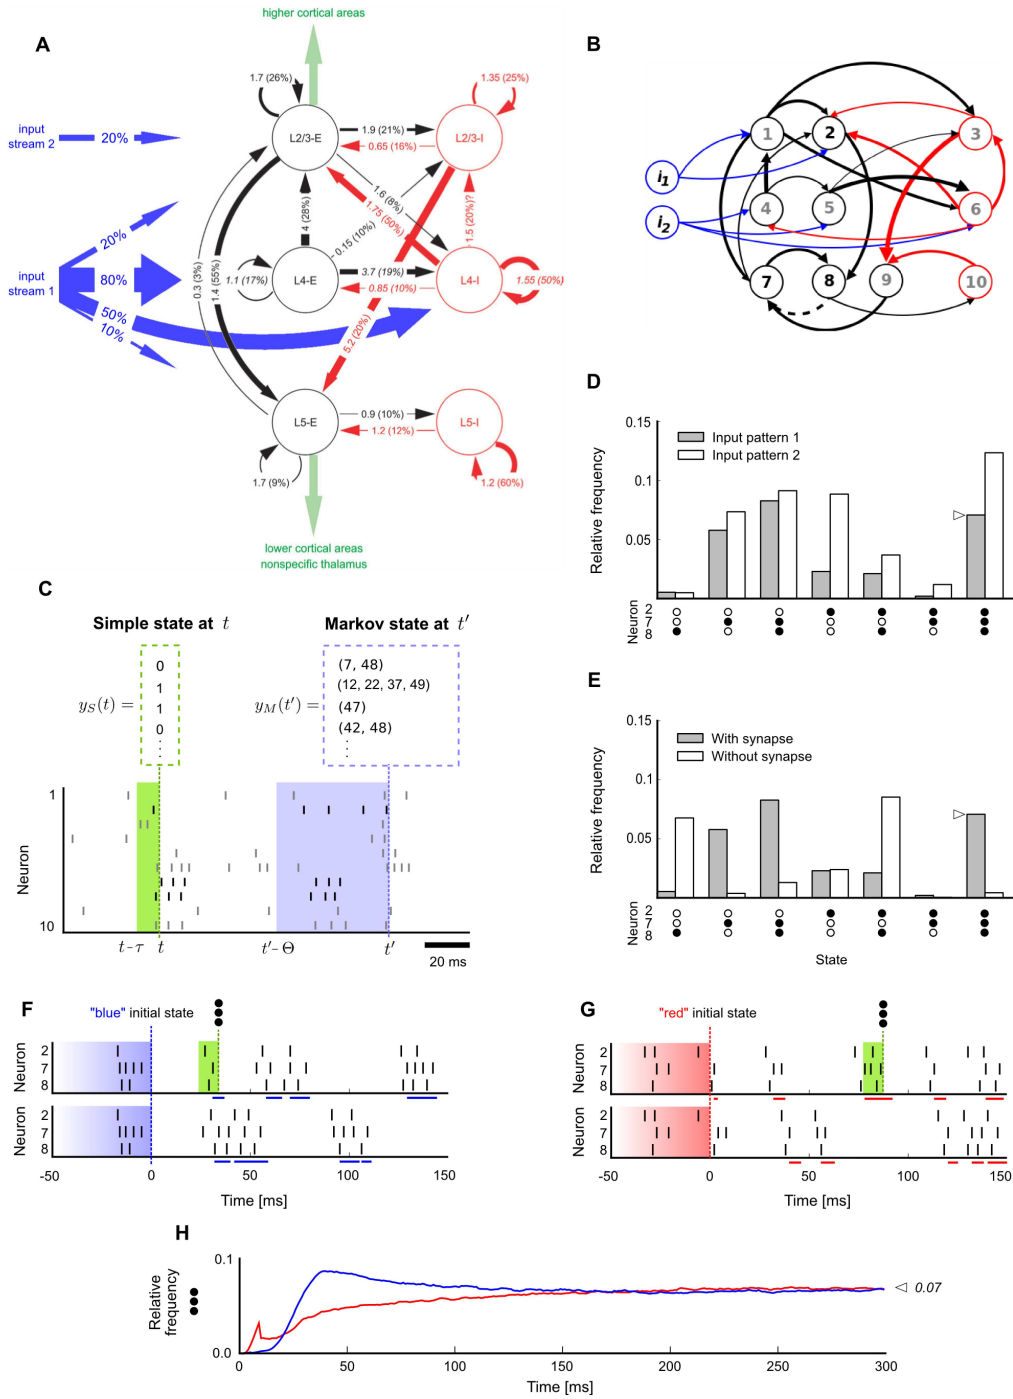 A
higher cortical areas
1.7 (26%)
1.35 (25%)
input
stream 2
20%
L2/3-E
1.9 (21%)
0.65 (16%)
L2/3-I
1.6 (8%)
1.75 (50%)
4 (28%)
0.15 (10%)
1.5 (20%)?
20%
input
stream 1
80%
50%
10%
0.3 (3%)
1.4 (55%)
1.1 (17%)
L4-E
3.7 (19%)
0.85 (10%)
L4-I
1.55 (50%)
5.2 (20%)
L5-E
0.9 (10%)
1.2 (12%)
L5-I
1.7 (9%)
1.2 (60%)
lower cortical areas
nonspecific thalamus
B
1
2
3
i1
i2
4
5
6
7
8
9
10
C
Simple state at t
Markov state at t′
yS(t) =
0
1
1
0
⋮
yM(t′) =
(7, 48)
(12, 22, 37, 49)
(47)
(42, 48)
⋮
1
Neuron
10
t-τ
t
t′-Θ
t′
20 ms
D
0.15
0.1
0.05
Relative frequency
Input pattern 1
Input pattern 2
Neuron
2
7
8
E
0.15
0.1
0.05
Relative frequency
With synapse
Without synapse
Neuron
2
7
8
State
F
"blue" initial state
Neuron
2
7
8
Neuron
2
7
8
-50
0
50
100
150
Time [ms]
G
"red" initial state
Neuron
2
7
8
Neuron
2
7
8
-50
0
50
100
150
Time [ms]
H
0.1
0.0
Relative
frequency
0.07
0
50
100
150
200
250
300
Time [ms]